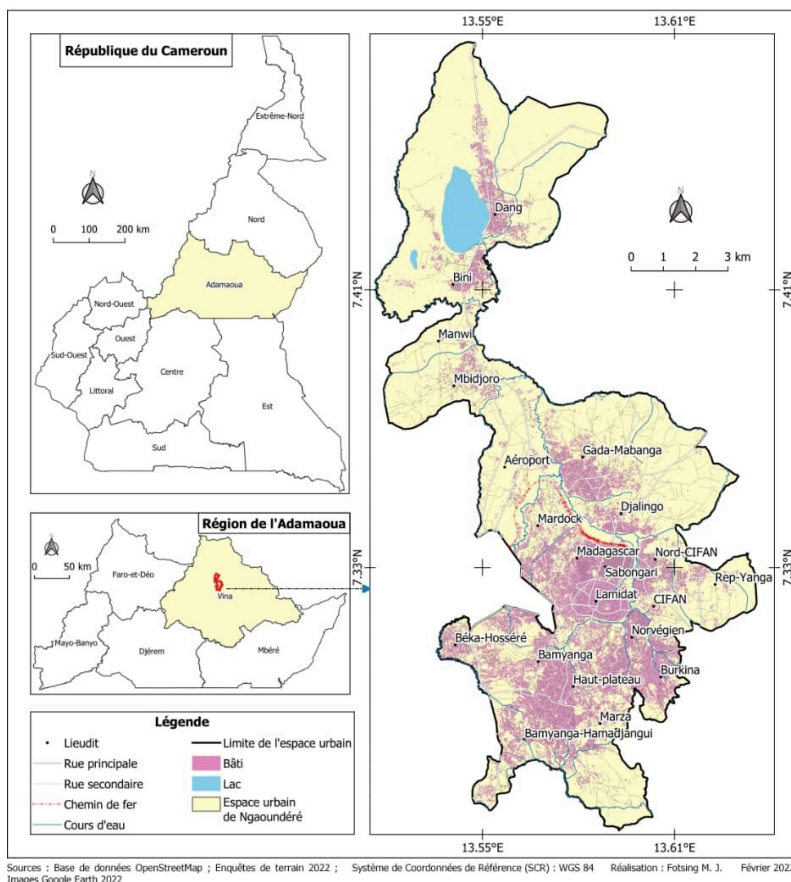 République du Cameroun
Extrême-Nord
N
0 200 km
Nord
Adamaoua
Nord-Ouest
Ouest
Sud-Ouest
Centre
Littoral
Est
Sud
Région de l'Adamaoua
N
0 50 km
Faro-et-Déo
Vina
Mayo-Banyo
Djérem
Mbéré
Légende
Lieudit
Rue principale
Rue secondaire
Chemin de fer
Cours d'eau
Limite de l'espace urbain
Bâti
Lac
Espace urbain
de Ngaoundéré
13.55°E 13.61°E
N
Dang
0 1 2 3 km
Bini
7.41°N 7.41°N
Manwi
Mbidjoro
Gada-Mabanga
Aéroport
Djalingo
Mardock
Madagascar
Nord-CIFAN
7.33°N 7.33°N
Sabongari
Rep-Yanga
Lamidat
CIFAN
Norvégien
Béka-Hosséré
Bamyanga
Burkina
Haut-plateau
Marza
Bamyanga-Hamadjangui
13.55°E 13.61°E
Sources : Base de données OpenStreetMap ; Enquêtes de terrain 2022 ; Système de Coordonnées de Référence (SCR) : WGS 84 Réalisation : Fotsing M. J. Février 2023
Images Google Earth 2022